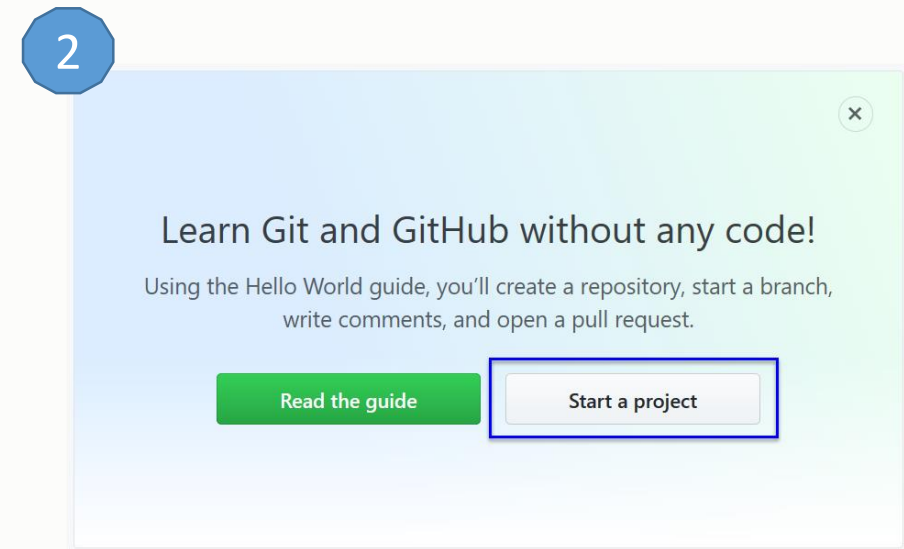 2
Learn Git and GitHub without any code!
Using the Hello World guide, you’ll create a repository, start a branch,
write comments, and open a pull request.
Read the guide
Start a project